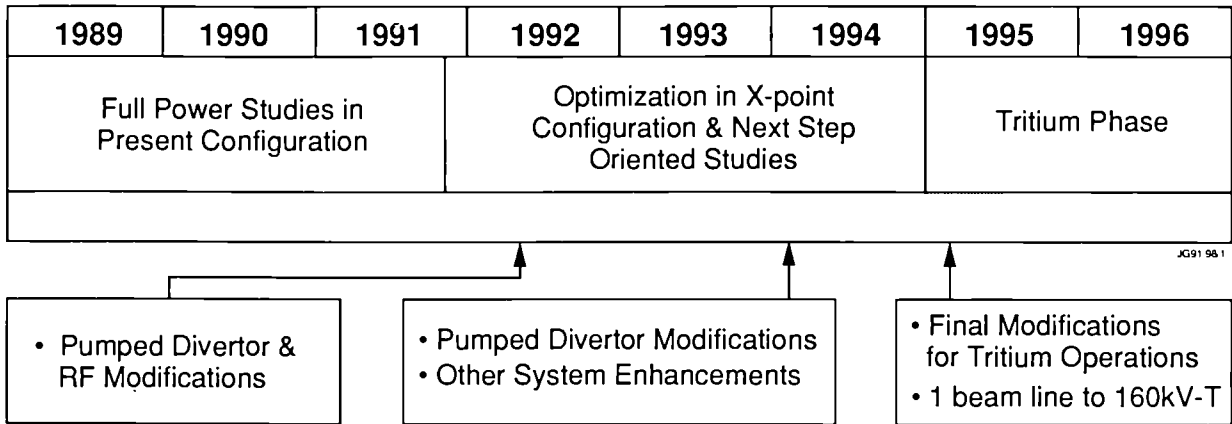 1989 1990 1991 1992 1993 1994 1995 1996
Full Power Studies in
Present Configuration
Optimization in X-point
Configuration & Next Step
Oriented Studies
Tritium Phase
JG91 98 1
• Pumped Divertor &
RF Modifications
• Pumped Divertor Modifications
• Other System Enhancements
• Final Modifications
for Tritium Operations
• 1 beam line to 160kV-T